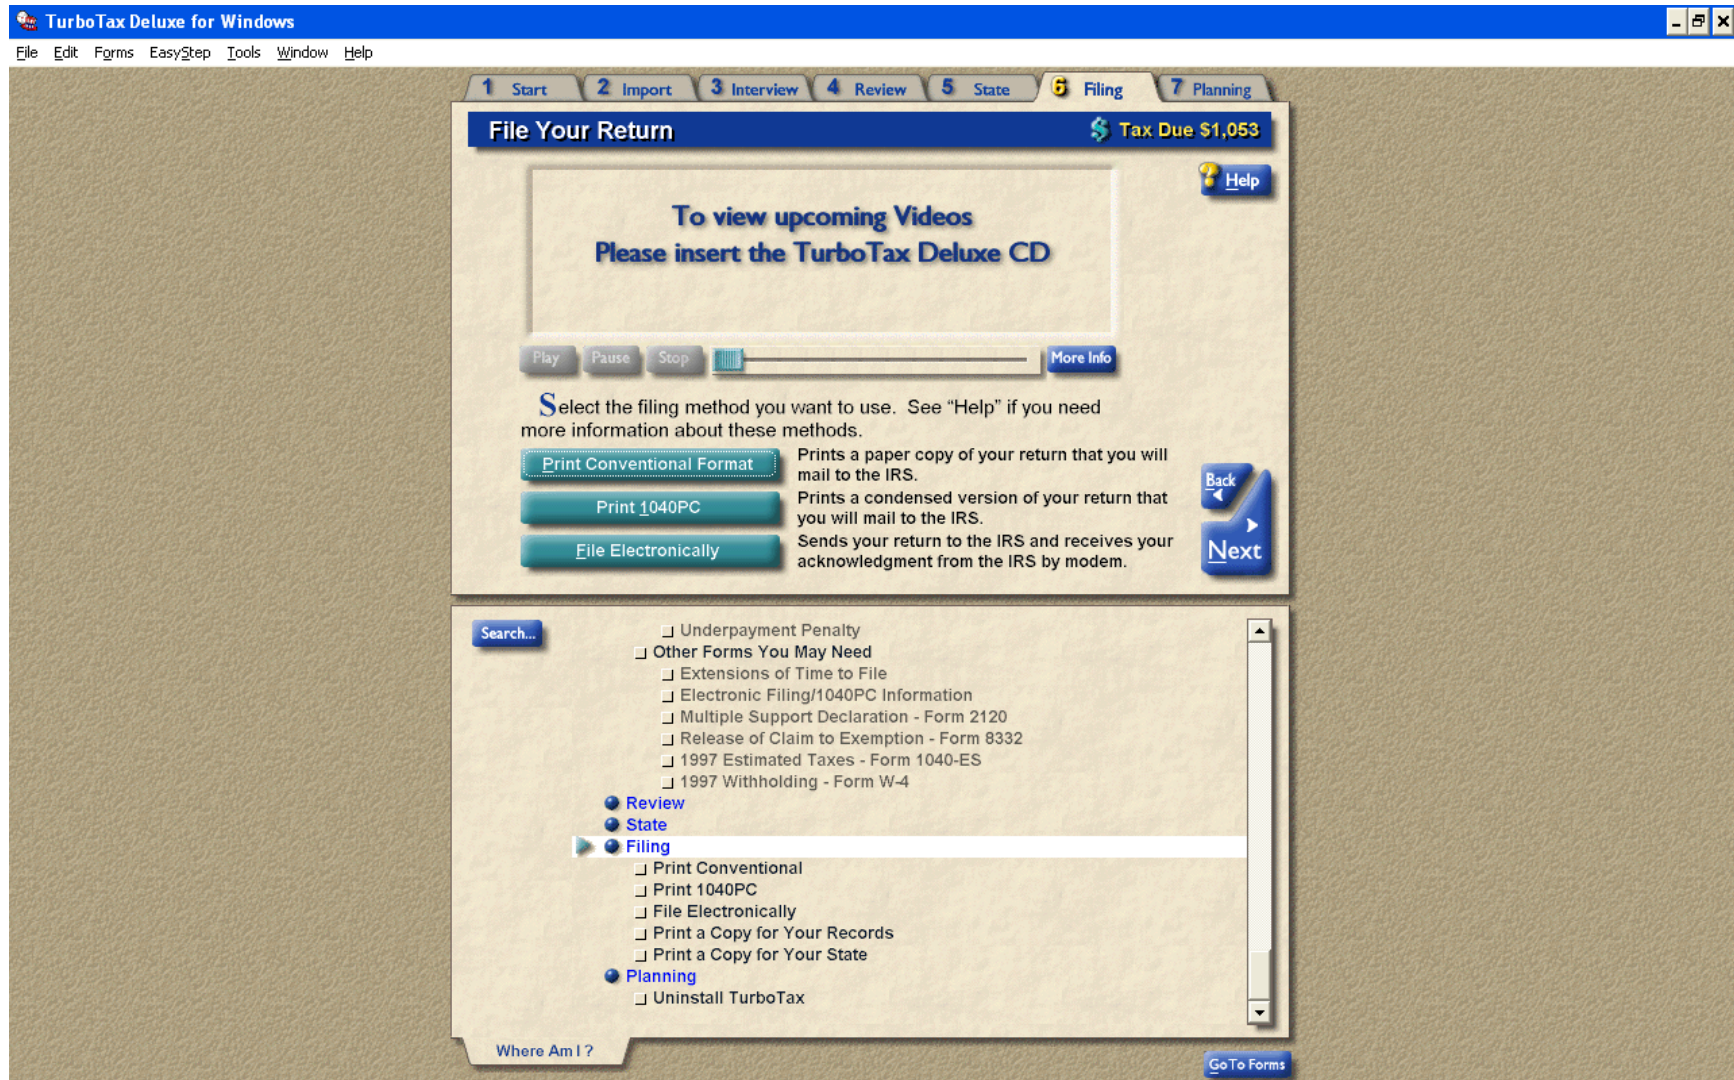 TurboTax Deluxe for Windows
File Edit Forms EasyStep Tools Window Help
1 Start 2 Import 3 Interview 4 Review 5 State 6 Filing 7 Planning
File Your Return $ Tax Due $1,053
? Help
To view upcoming Videos
Please insert the TurboTax Deluxe CD
Play Pause Stop More Info
Select the filing method you want to use. See “Help” if you need
more information about these methods.
Print Conventional Format
Prints a paper copy of your return that you will
mail to the IRS.
Print 1040PC
Prints a condensed version of your return that
you will mail to the IRS.
File Electronically
Sends your return to the IRS and receives your
acknowledgment from the IRS by modem.
Back
Next
Search...
Underpayment Penalty
Other Forms You May Need
Extensions of Time to File
Electronic Filing/1040PC Information
Multiple Support Declaration - Form 2120
Release of Claim to Exemption - Form 8332
1997 Estimated Taxes - Form 1040-ES
1997 Withholding - Form W-4
Review
State
Filing
Print Conventional
Print 1040PC
File Electronically
Print a Copy for Your Records
Print a Copy for Your State
Planning
Uninstall TurboTax
Where Am I ?
Go To Forms